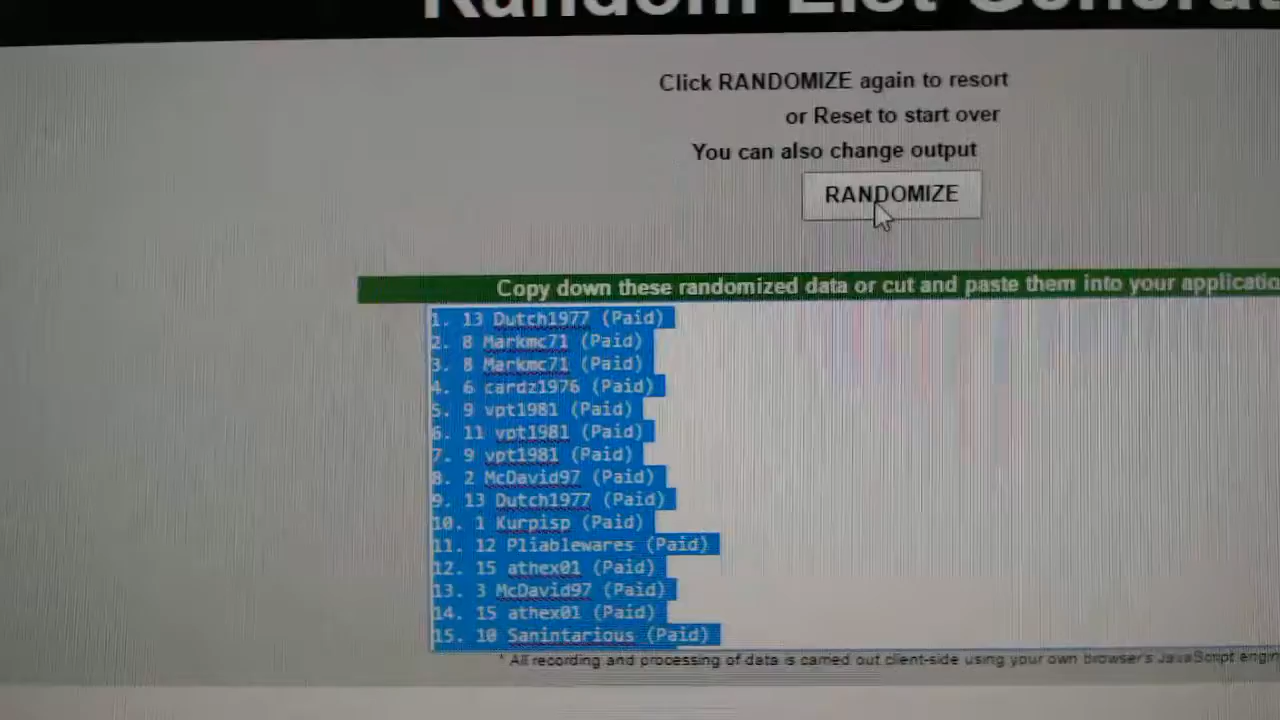 Random List Generat
Click RANDOMIZE again to resort
or Reset to start over
You can also change output
RANDOMIZE
Copy down these randomized data or cut and paste them into your applicatio
1. 13 Dutch1977 (Paid)
2. 8 Markmc71 (Paid)
3. 8 Markmc71 (Paid)
4. 6 cardz1976 (Paid)
5. 9 vpt1981 (Paid)
6. 11 vpt1981 (Paid)
7. 9 vpt1981 (Paid)
8. 2 McDavid97 (Paid)
9. 13 Dutch1977 (Paid)
10. 1 Kurpisp (Paid)
11. 12 Pliablewares (Paid)
12. 15 athex01 (Paid)
13. 3 McDavid97 (Paid)
14. 15 athex01 (Paid)
15. 10 Sanintarious (Paid)
* All recording and processing of data is carried out client-side using your own browser's JavaScript engin